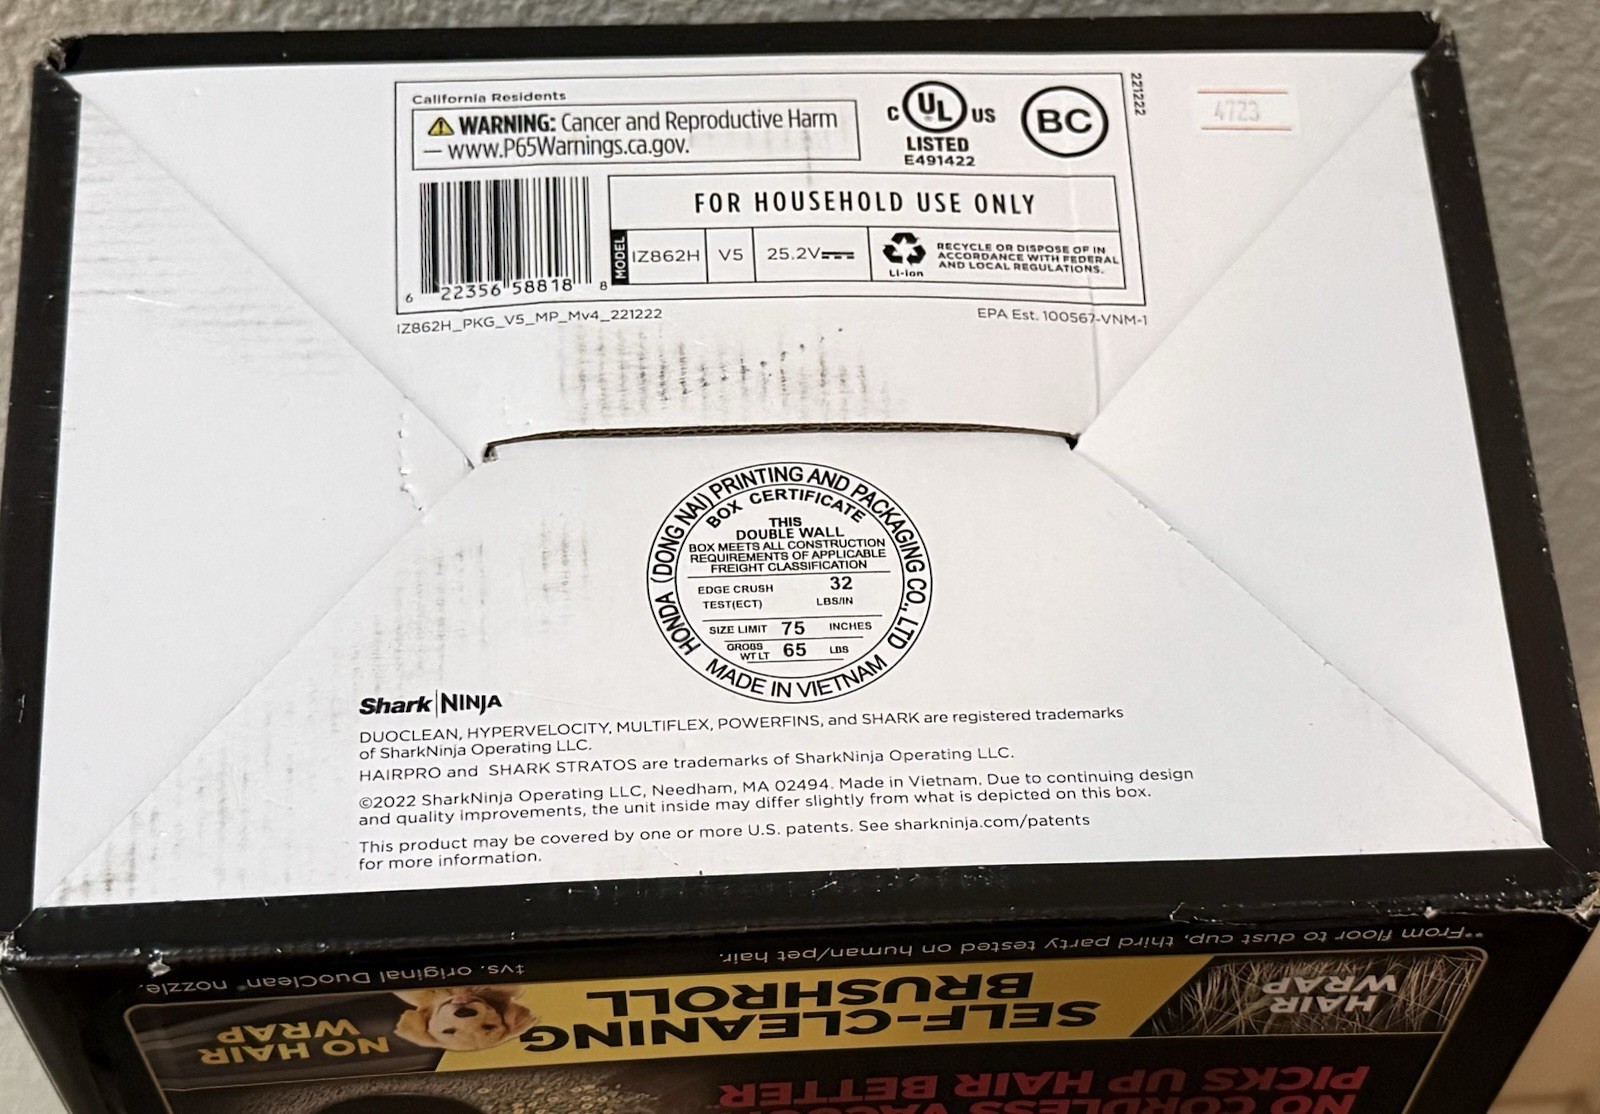 California Residents
⚠ WARNING: Cancer and Reproductive Harm
— www.P65Warnings.ca.gov.
C UL US
LISTED
E491422
BC
221222
4723
FOR HOUSEHOLD USE ONLY
MODEL IZ862H V5 25.2V
Li-ion
RECYCLE OR DISPOSE OF IN
ACCORDANCE WITH FEDERAL
AND LOCAL REGULATIONS.
6 22356 58818 8
IZ862H_PKG_V5_MP_Mv4_221222
EPA Est. 100567-VNM-1
HONDA (DONG NAI) PRINTING AND PACKAGING CO., LTD
BOX CERTIFICATE
THIS
DOUBLE WALL
BOX MEETS ALL CONSTRUCTION
REQUIREMENTS OF APPLICABLE
FREIGHT CLASSIFICATION
EDGE CRUSH 32
TEST(ECT) LBS/IN
SIZE LIMIT 75 INCHES
GROSS
WT LT 65 LBS
MADE IN VIETNAM
Shark|NINJA
DUOCLEAN, HYPERVELOCITY, MULTIFLEX, POWERFINS, and SHARK are registered trademarks
of SharkNinja Operating LLC.
HAIRPRO and SHARK STRATOS are trademarks of SharkNinja Operating LLC.
©2022 SharkNinja Operating LLC, Needham, MA 02494. Made in Vietnam. Due to continuing design
and quality improvements, the unit inside may differ slightly from what is depicted on this box.
This product may be covered by one or more U.S. patents. See sharkninja.com/patents
for more information.
**From floor to dust cup, third party tested on human/pet hair.
‡vs. original DuoClean® nozzle.
HAIR
WRAP
SELF-CLEANING
BRUSHROLL
NO HAIR
WRAP
PICKS UP HAIR BETTER
NO CORDLESS